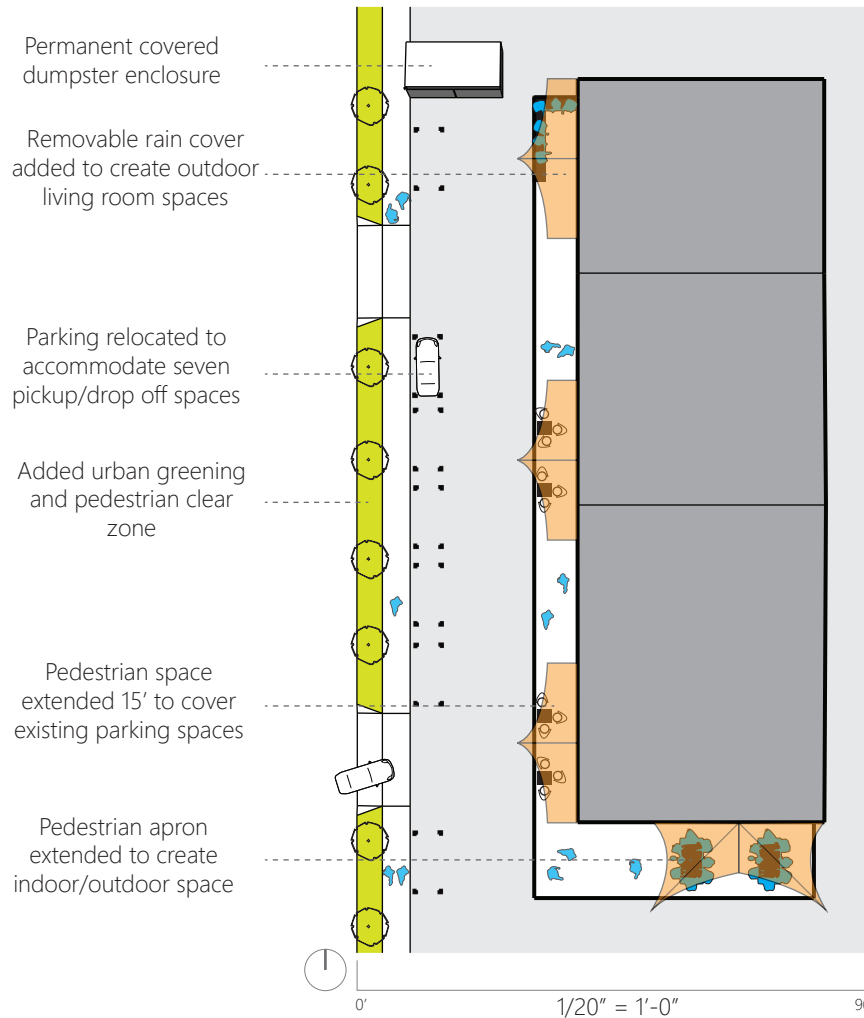 Permanent covered
dumpster enclosure
Removable rain cover
added to create outdoor
living room spaces
Parking relocated to
accommodate seven
pickup/drop off spaces
Added urban greening
and pedestrian clear
zone
Pedestrian space
extended 15’ to cover
existing parking spaces
Pedestrian apron
extended to create
indoor/outdoor space
0’
1/20” = 1’-0”